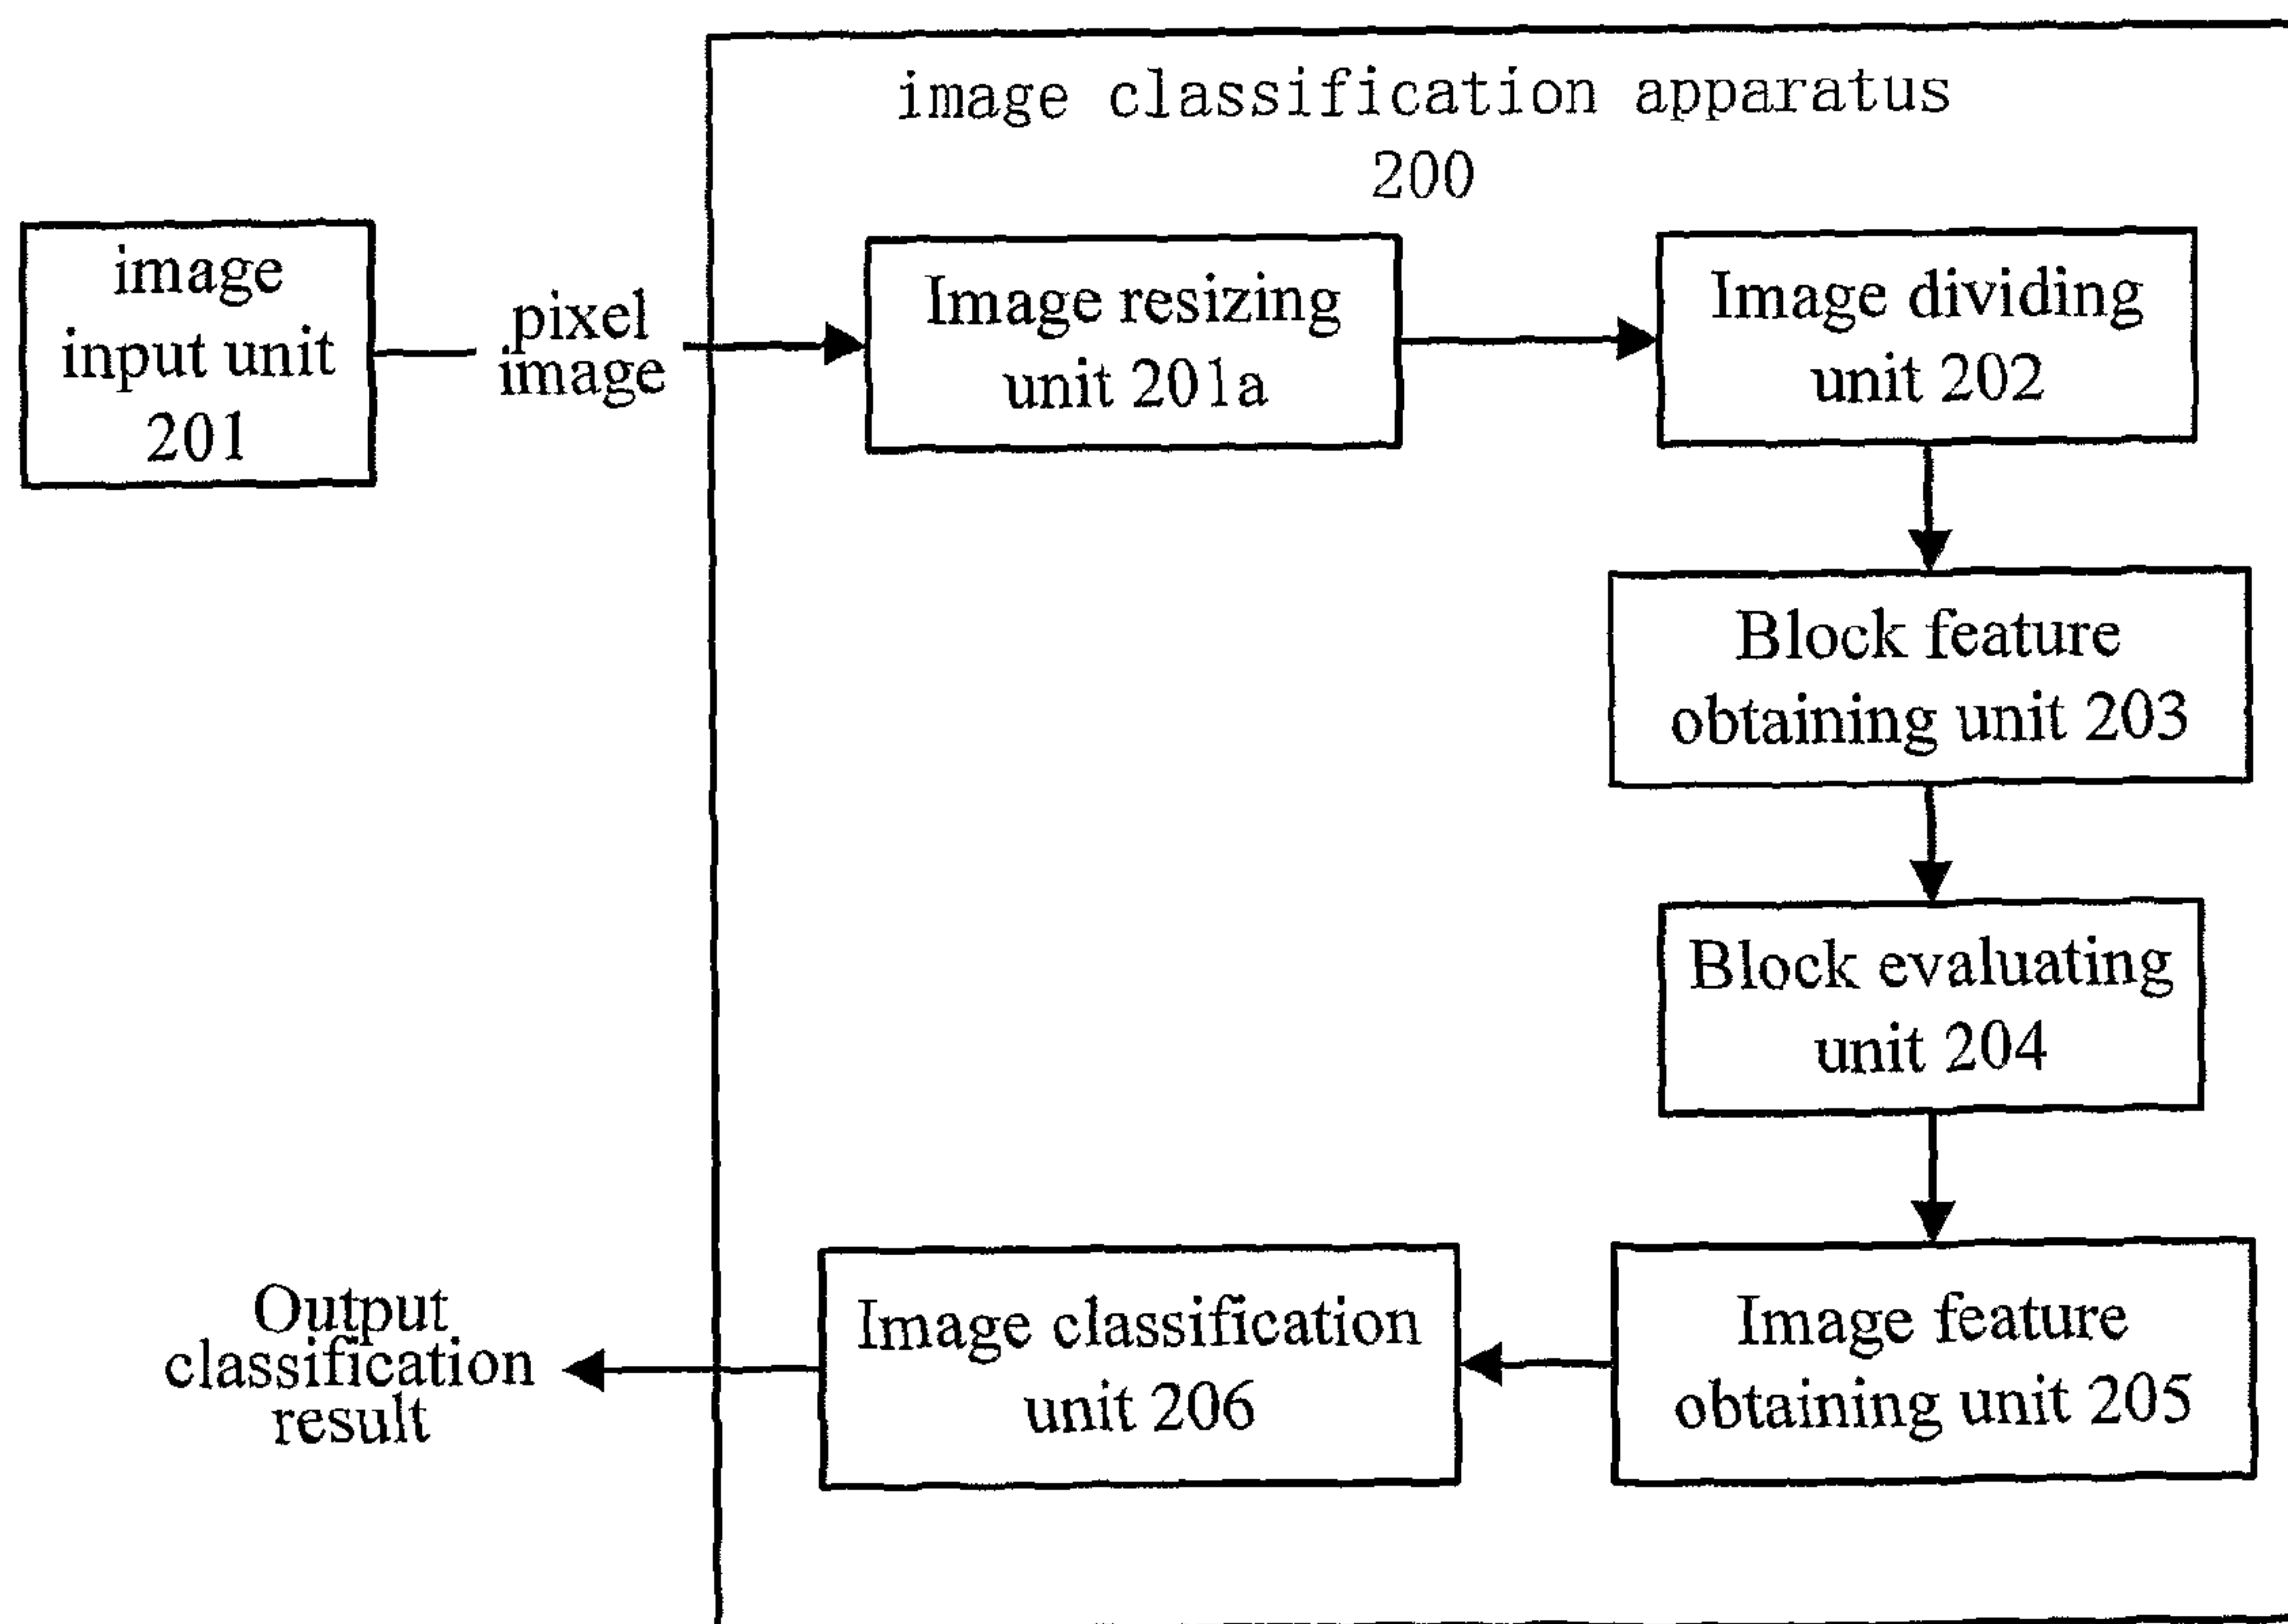 image classification apparatus
200
image
input unit
201
pixel
image
Image resizing
unit 201a
Image dividing
unit 202
Block feature
obtaining unit 203
Block evaluating
unit 204
Image feature
obtaining unit 205
Image classification
unit 206
Output
classification
result